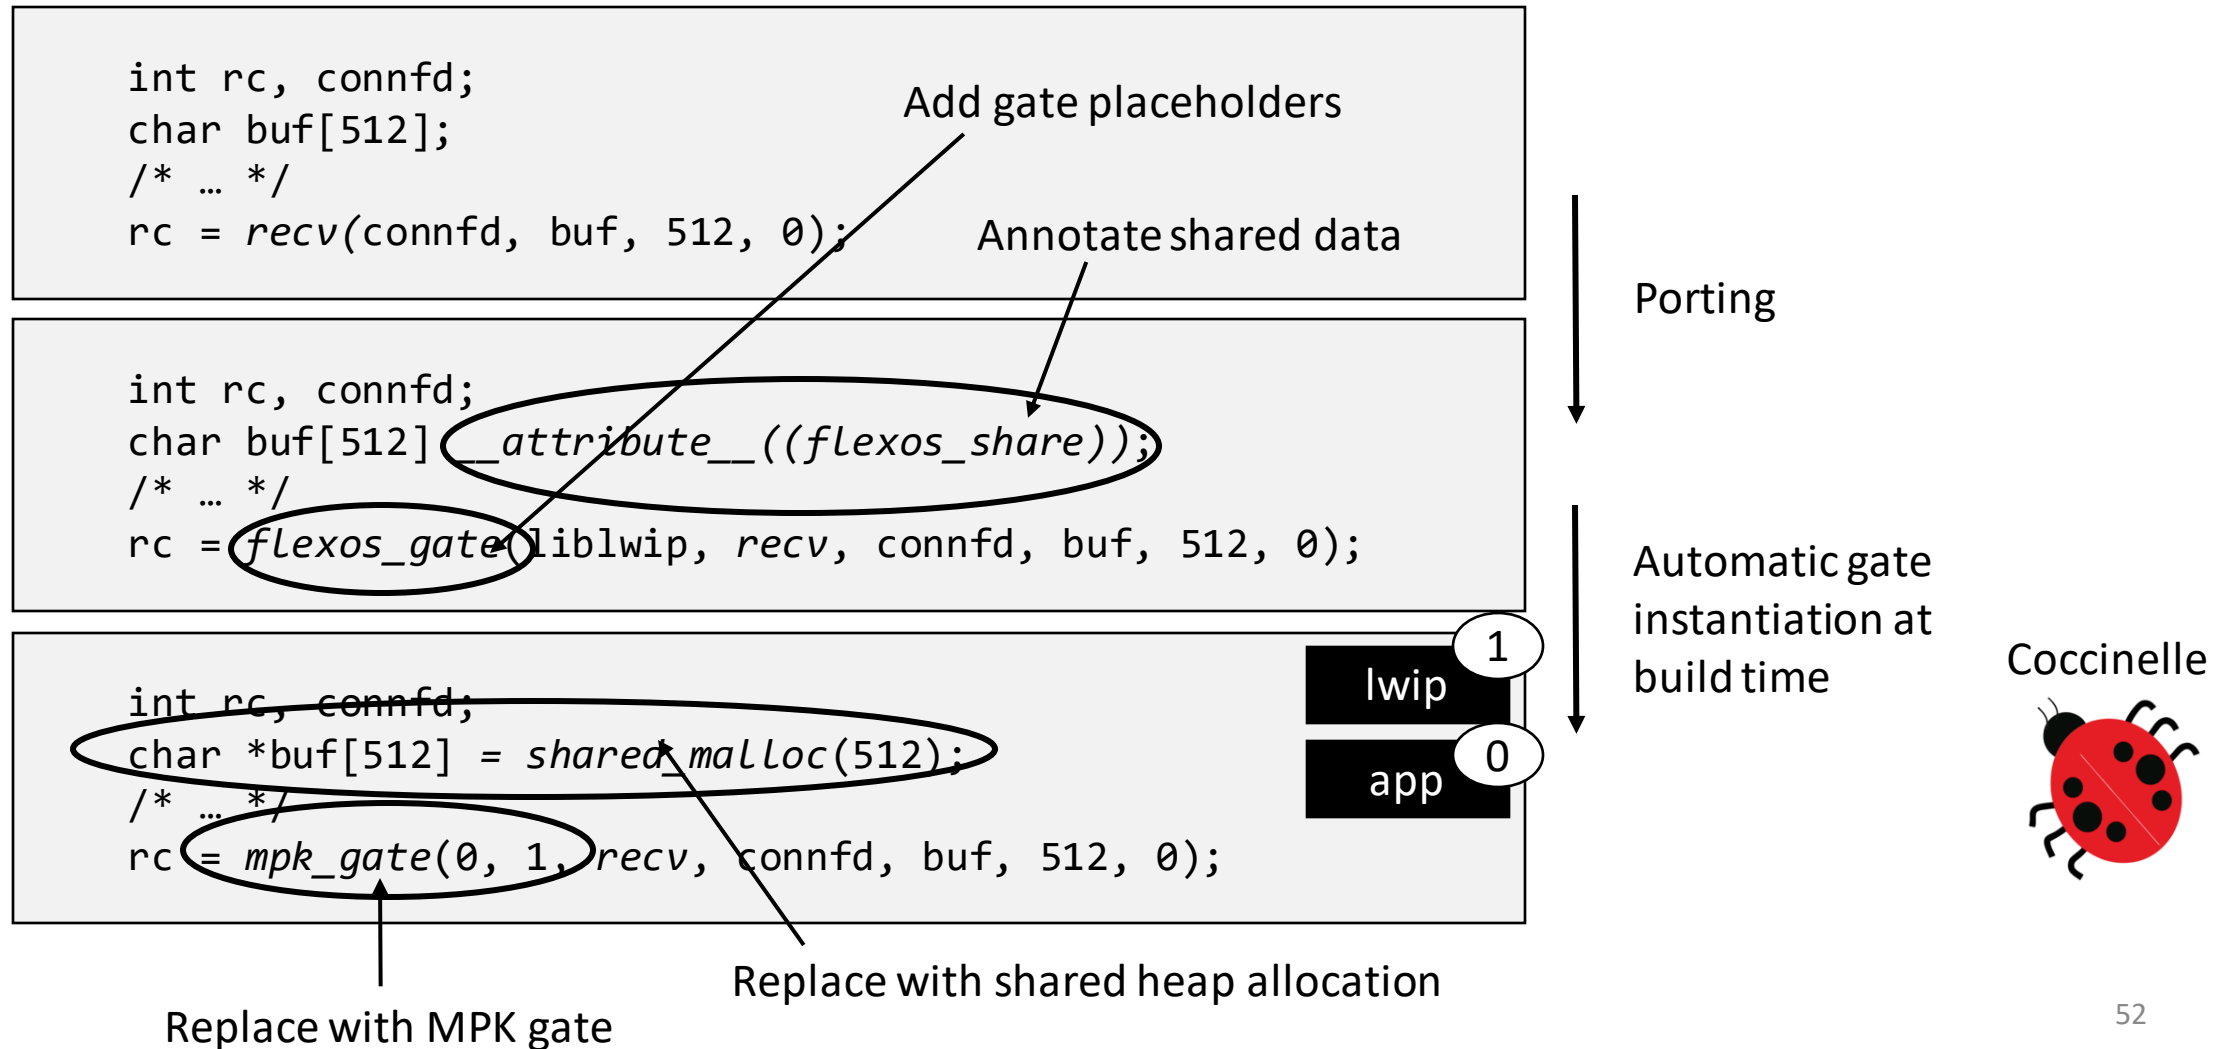 int rc, connfd;
char buf[512];
/* … */
rc = recv(connfd, buf, 512, 0);
Add gate placeholders
Annotate shared data
Porting
int rc, connfd;
char buf[512] __attribute__((flexos_share));
/* … */
rc = flexos_gate(liblwip, recv, connfd, buf, 512, 0);
Automatic gate
instantiation at
build time
Coccinelle
int rc, connfd;
char *buf[512] = shared_malloc(512);
/* … */
rc = mpk_gate(0, 1, recv, connfd, buf, 512, 0);
1
lwip
0
app
Replace with shared heap allocation
Replace with MPK gate
52